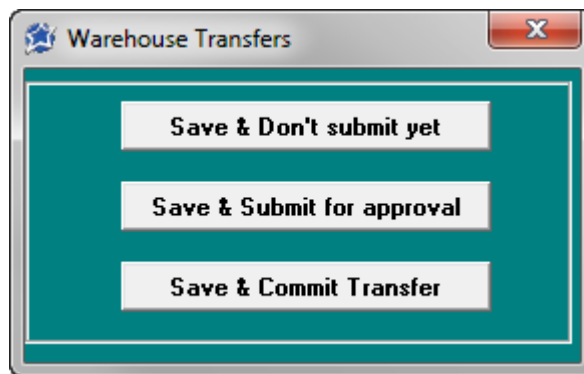 Warehouse Transfers
Save & Don't submit yet
Save & Submit for approval
Save & Commit Transfer